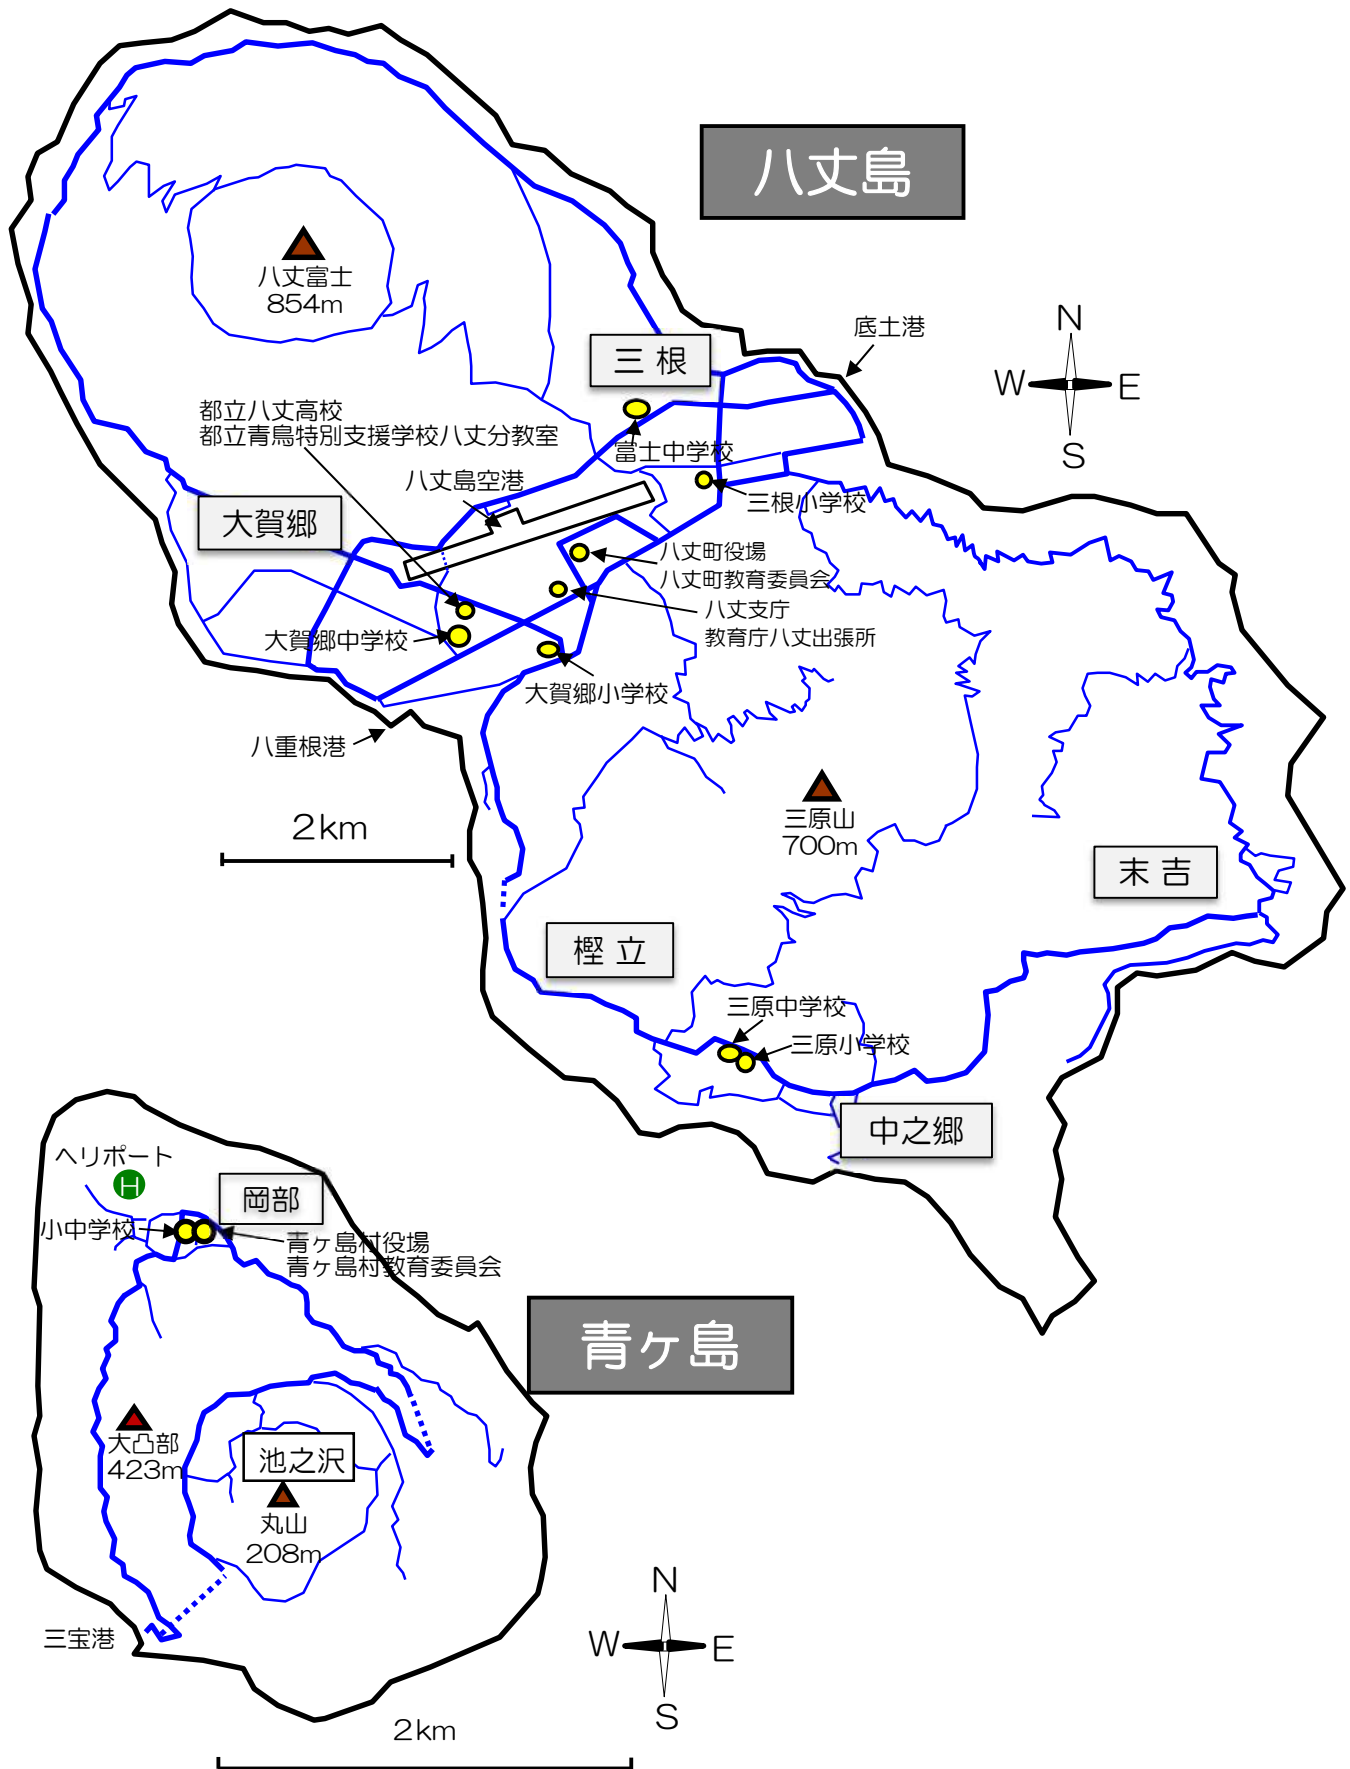 八丈島
八丈富士
854m
N
W
E
S
底土港
三根
都立八丈高校
都立青鳥特別支援学校八丈分教室
富士中学校
八丈島空港
三根小学校
大賀郷
八丈町役場
八丈町教育委員会
八丈支庁
教育庁八丈出張所
大賀郷中学校
大賀郷小学校
八重根港
2km
三原山
700m
末吉
樫立
三原中学校
三原小学校
中之郷
ヘリポート
H
岡部
小中学校
青ヶ島村役場
青ヶ島村教育委員会
青ヶ島
大凸部
423m
池之沢
丸山
208m
三宝港
N
W
E
S
2km